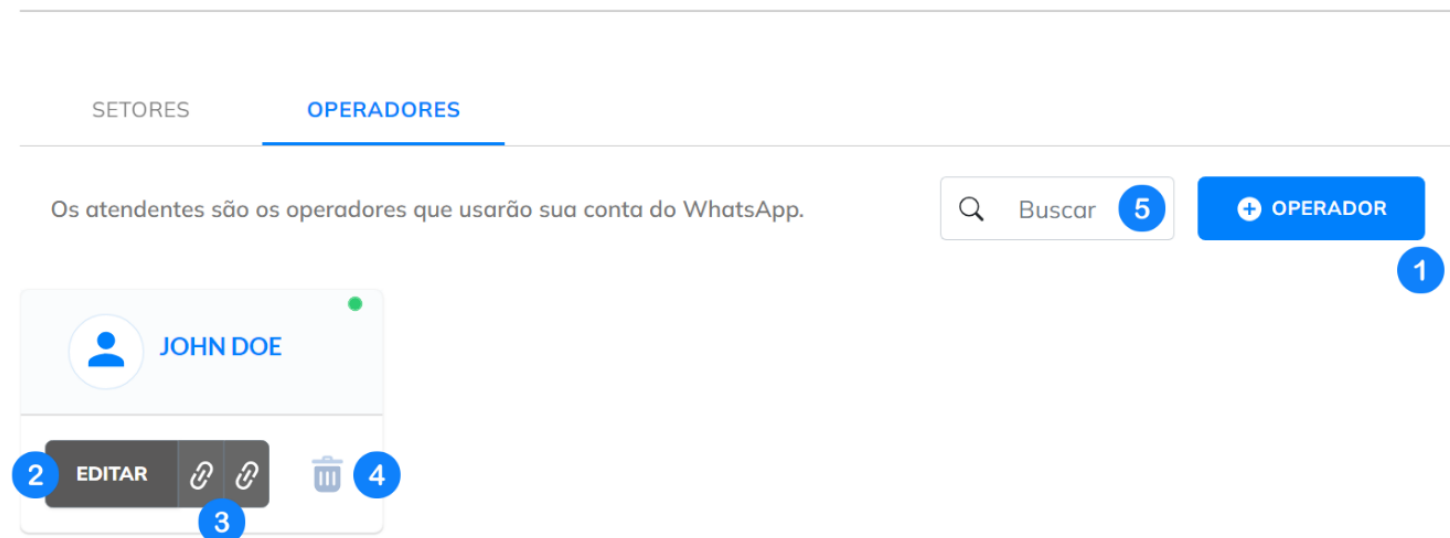 SETORES OPERADORES
Os atendentes são os operadores que usarão sua conta do WhatsApp.
Buscar 5
OPERADOR
1
JOHN DOE
2 EDITAR 4
3